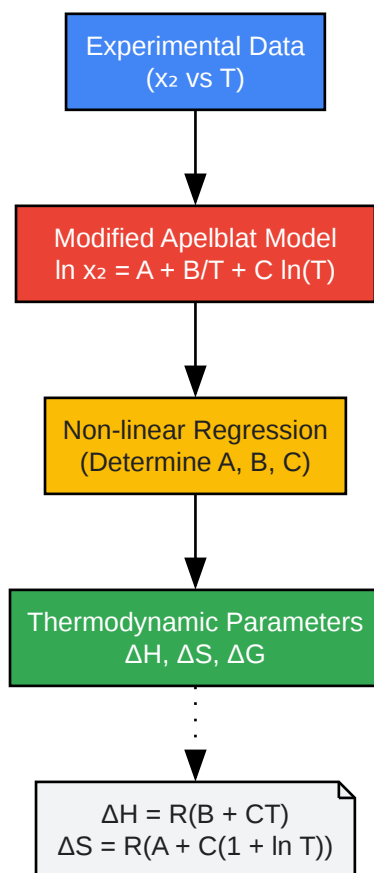 Experimental Data
(x₂ vs T)
Modified Apelblat Model
ln x₂ = A + B/T + C ln(T)
Non-linear Regression
(Determine A, B, C)
Thermodynamic Parameters
ΔH, ΔS, ΔG
ΔH = R(B + CT)
ΔS = R(A + C(1 + ln T))